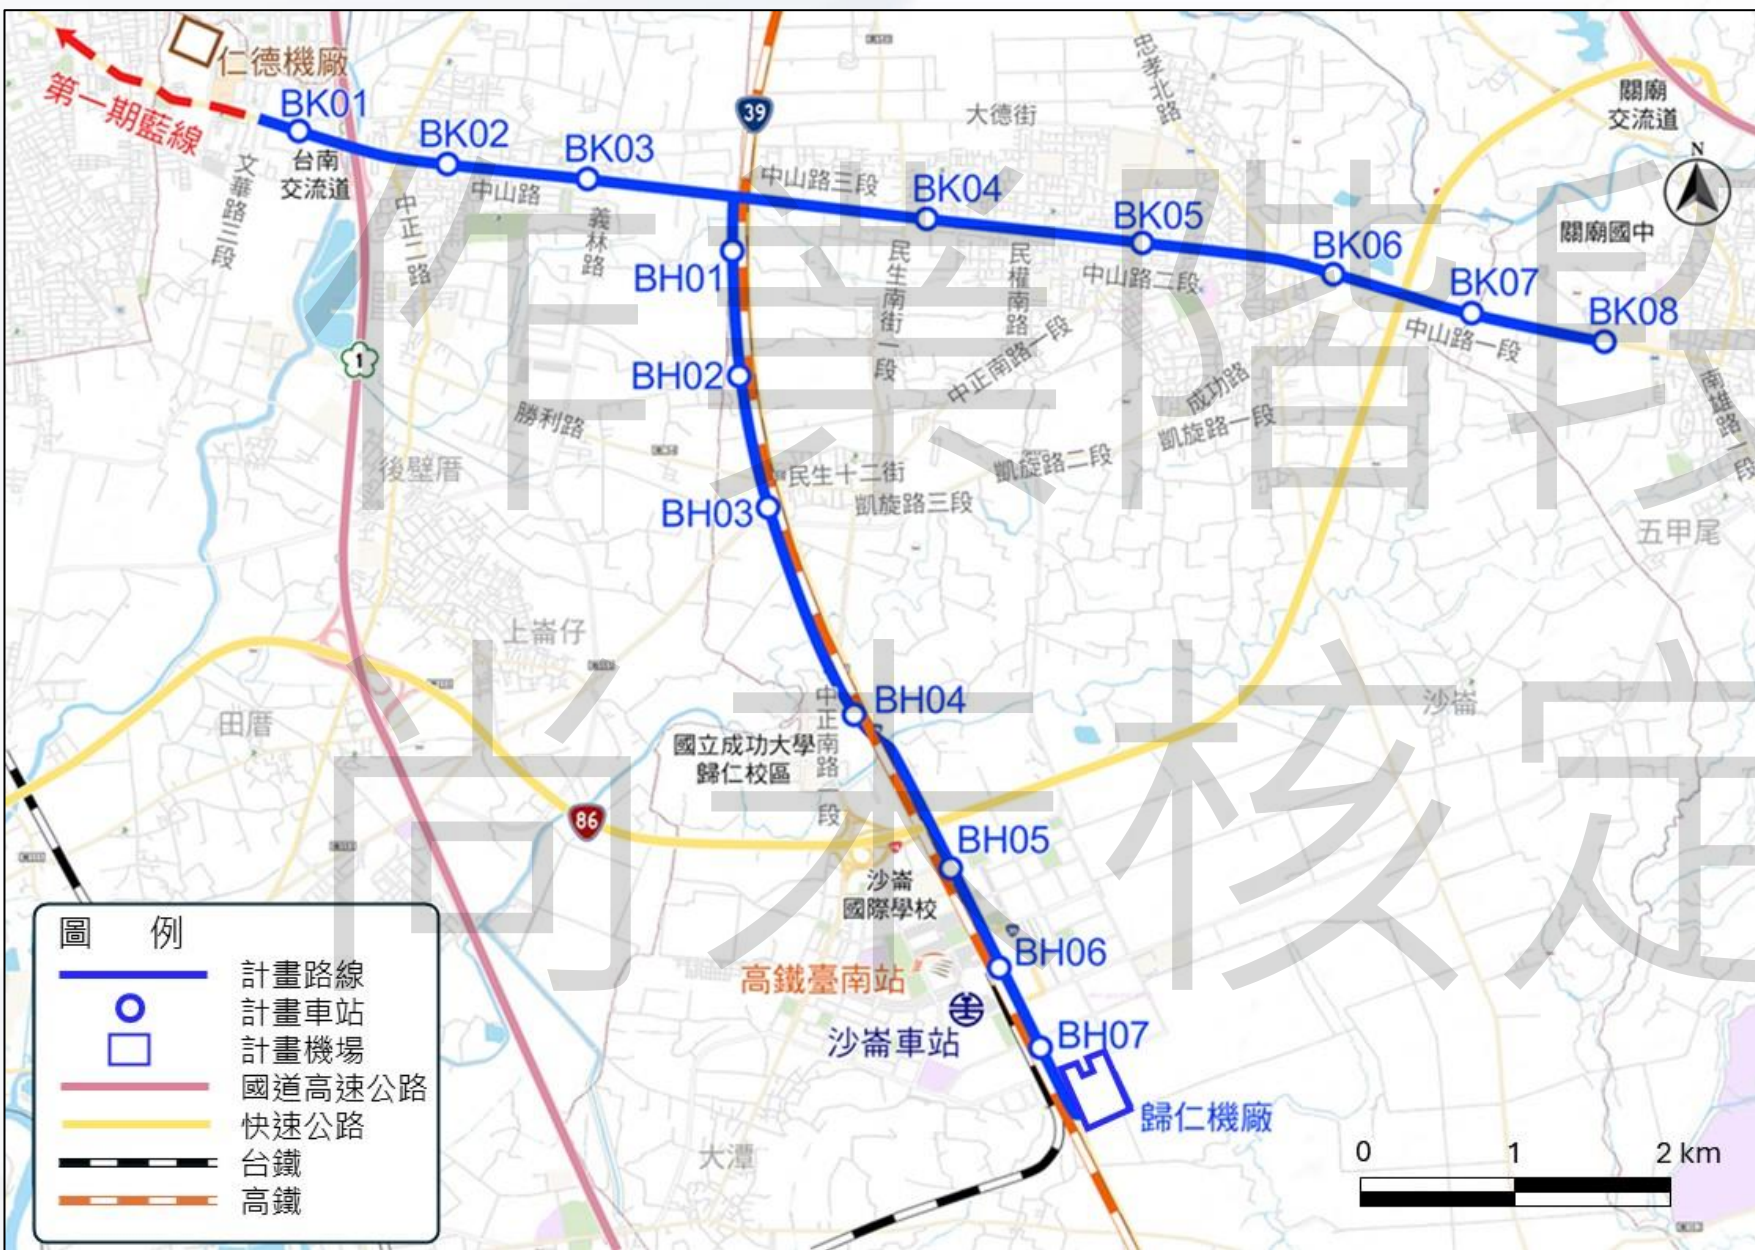 仁德機廠
第一期藍線
BK01
台南
交流道
文華路三段
BK02
中山路
中正二路
BK03
義林路
39
中山路三段
大德街
忠孝北路
關廟
交流道
N
BK04
BK05
關廟國中
BK06
BK07
BK08
BH01
民生南街一段
民權南路
中山路二段
中山路一段
1
BH02
中正南路一段
成功路
凱旋路一段
南雄路一段
勝利路
後壁厝
民生十二街
凱旋路二段
BH03
凱旋路三段
五甲尾
作業階段
上崙仔
田厝
BH04
沙崙
中正南路一段
國立成功大學
歸仁校區
86
BH05
沙崙
國際學校
尚未核定
BH06
高鐵臺南站
沙崙車站
BH07
歸仁機廠
大潭
圖 例
計畫路線
計畫車站
計畫機場
國道高速公路
快速公路
台鐵
高鐵
0 1 2 km